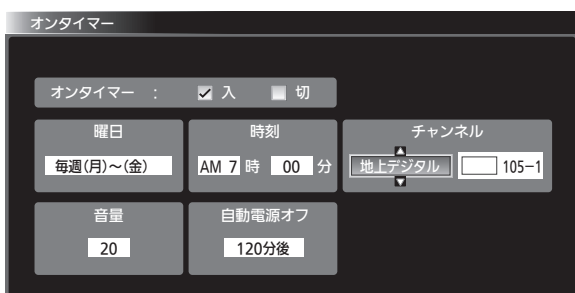 オンタイマー
オンタイマー : 入 切
曜日 時刻 チャンネル
毎週(月)～(金) AM 7 時 00 分 地上デジタル 105-1
音量 自動電源オフ
20 120分後